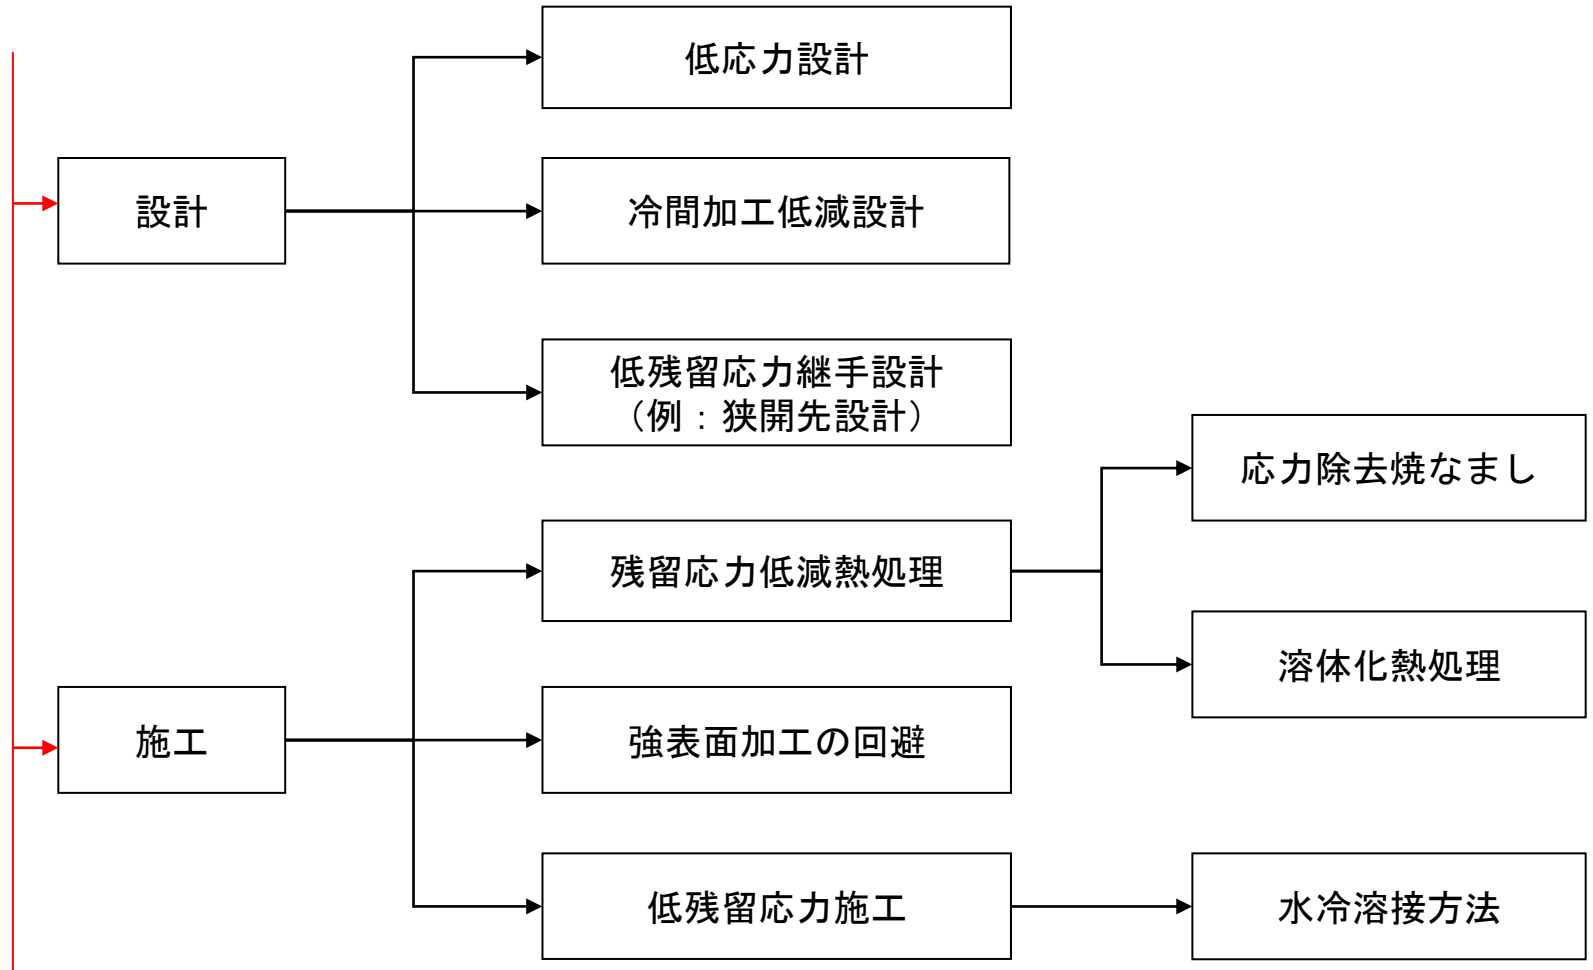 低応力設計
設計
冷間加工低減設計
低残留応力継手設計
（例：狭開先設計）
応力除去焼なまし
残留応力低減熱処理
溶体化熱処理
施工
強表面加工の回避
低残留応力施工
水冷溶接方法